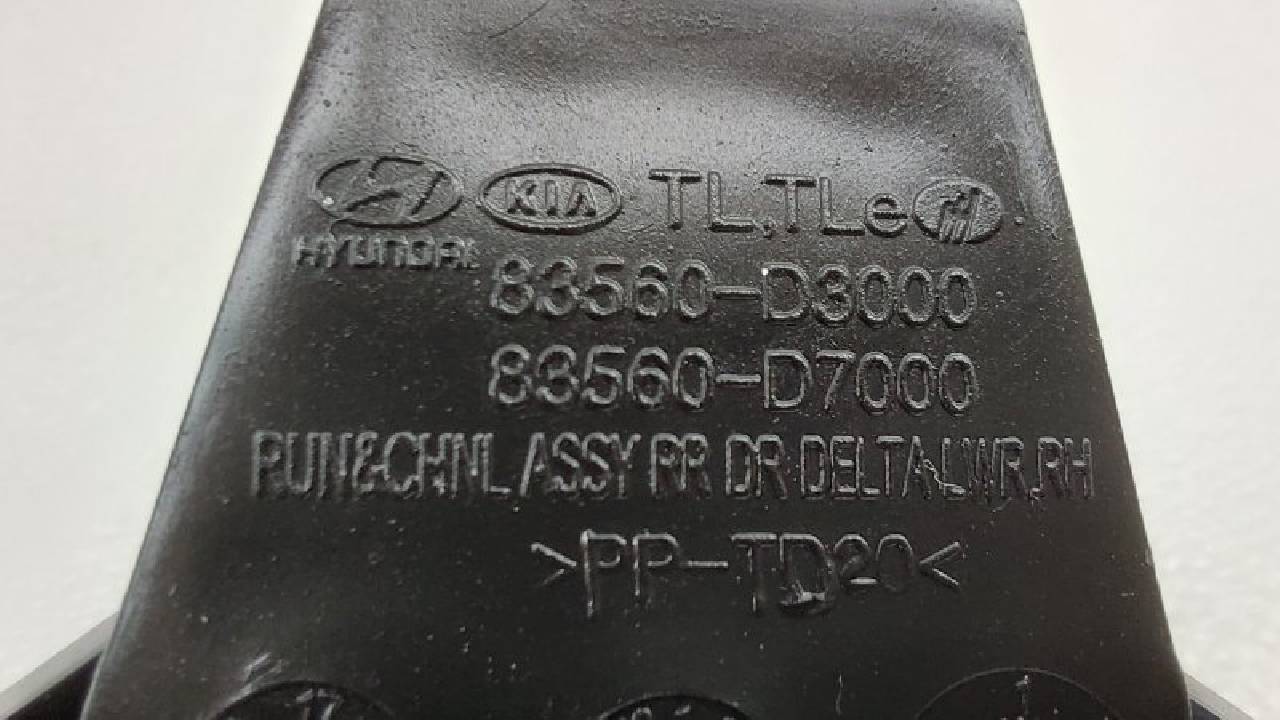 KIA TL,TLe
HYUNDAI
83560-D3000
83560-D7000
RUN&CHNL ASSY RR DR DELTA LWR,RH
>PP-TD20<